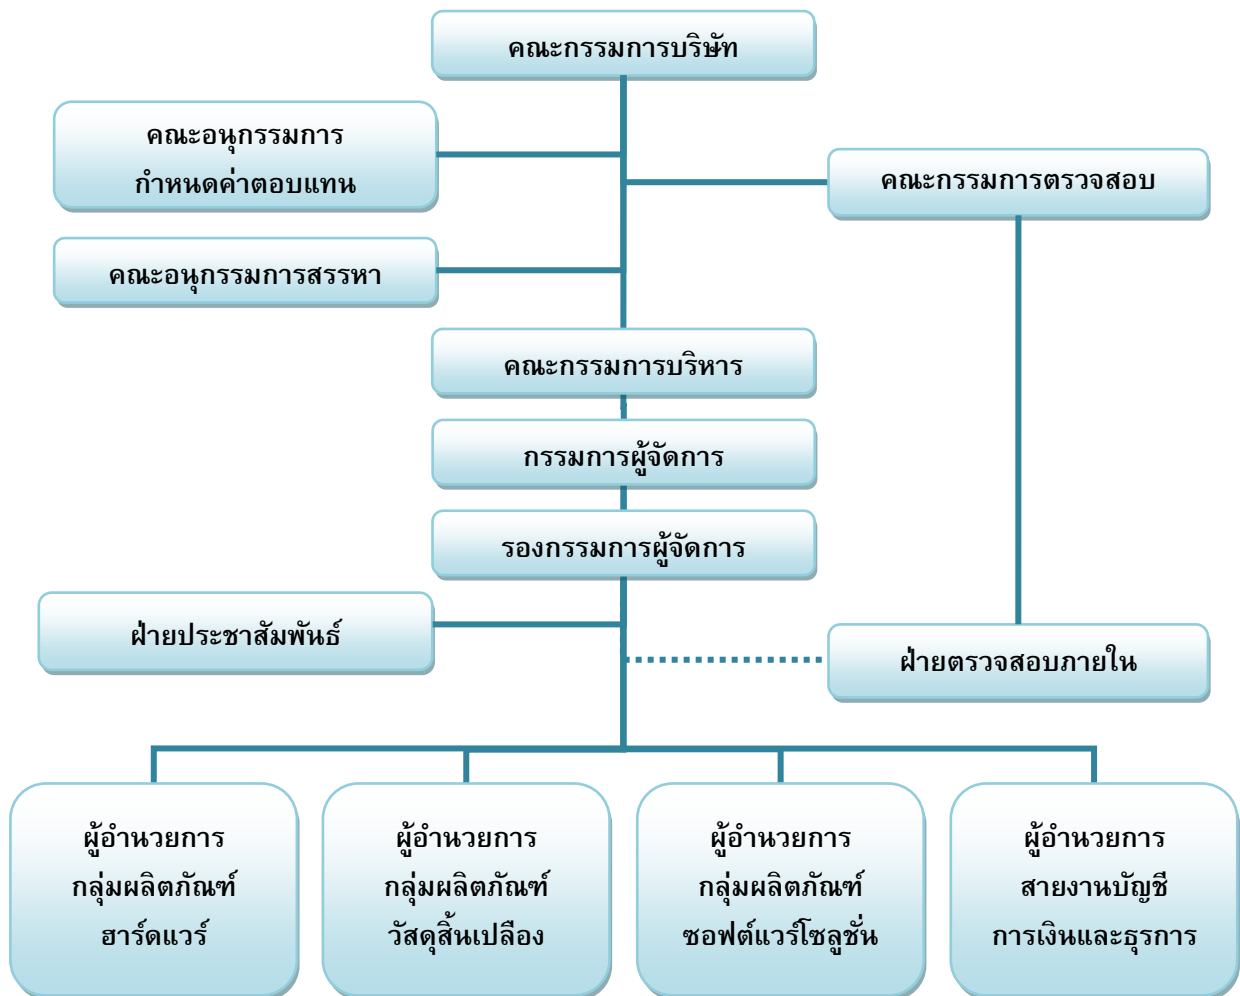 คณะกรรมการบริษัท
คณะอนุกรรมการ
กำหนดค่าตอบแทน
คณะกรรมการตรวจสอบ
คณะอนุกรรมการสรรหา
คณะกรรมการบริหาร
กรรมการผู้จัดการ
รองกรรมการผู้จัดการ
ฝ่ายประชาสัมพันธ์
ฝ่ายตรวจสอบภายใน
ผู้อำนวยการ
กลุ่มผลิตภัณฑ์
ฮาร์ดแวร์
ผู้อำนวยการ
กลุ่มผลิตภัณฑ์
วัสดุสิ้นเปลือง
ผู้อำนวยการ
กลุ่มผลิตภัณฑ์
ซอฟต์แวร์โซลูชั่น
ผู้อำนวยการ
สายงานบัญชี
การเงินและธุรการ